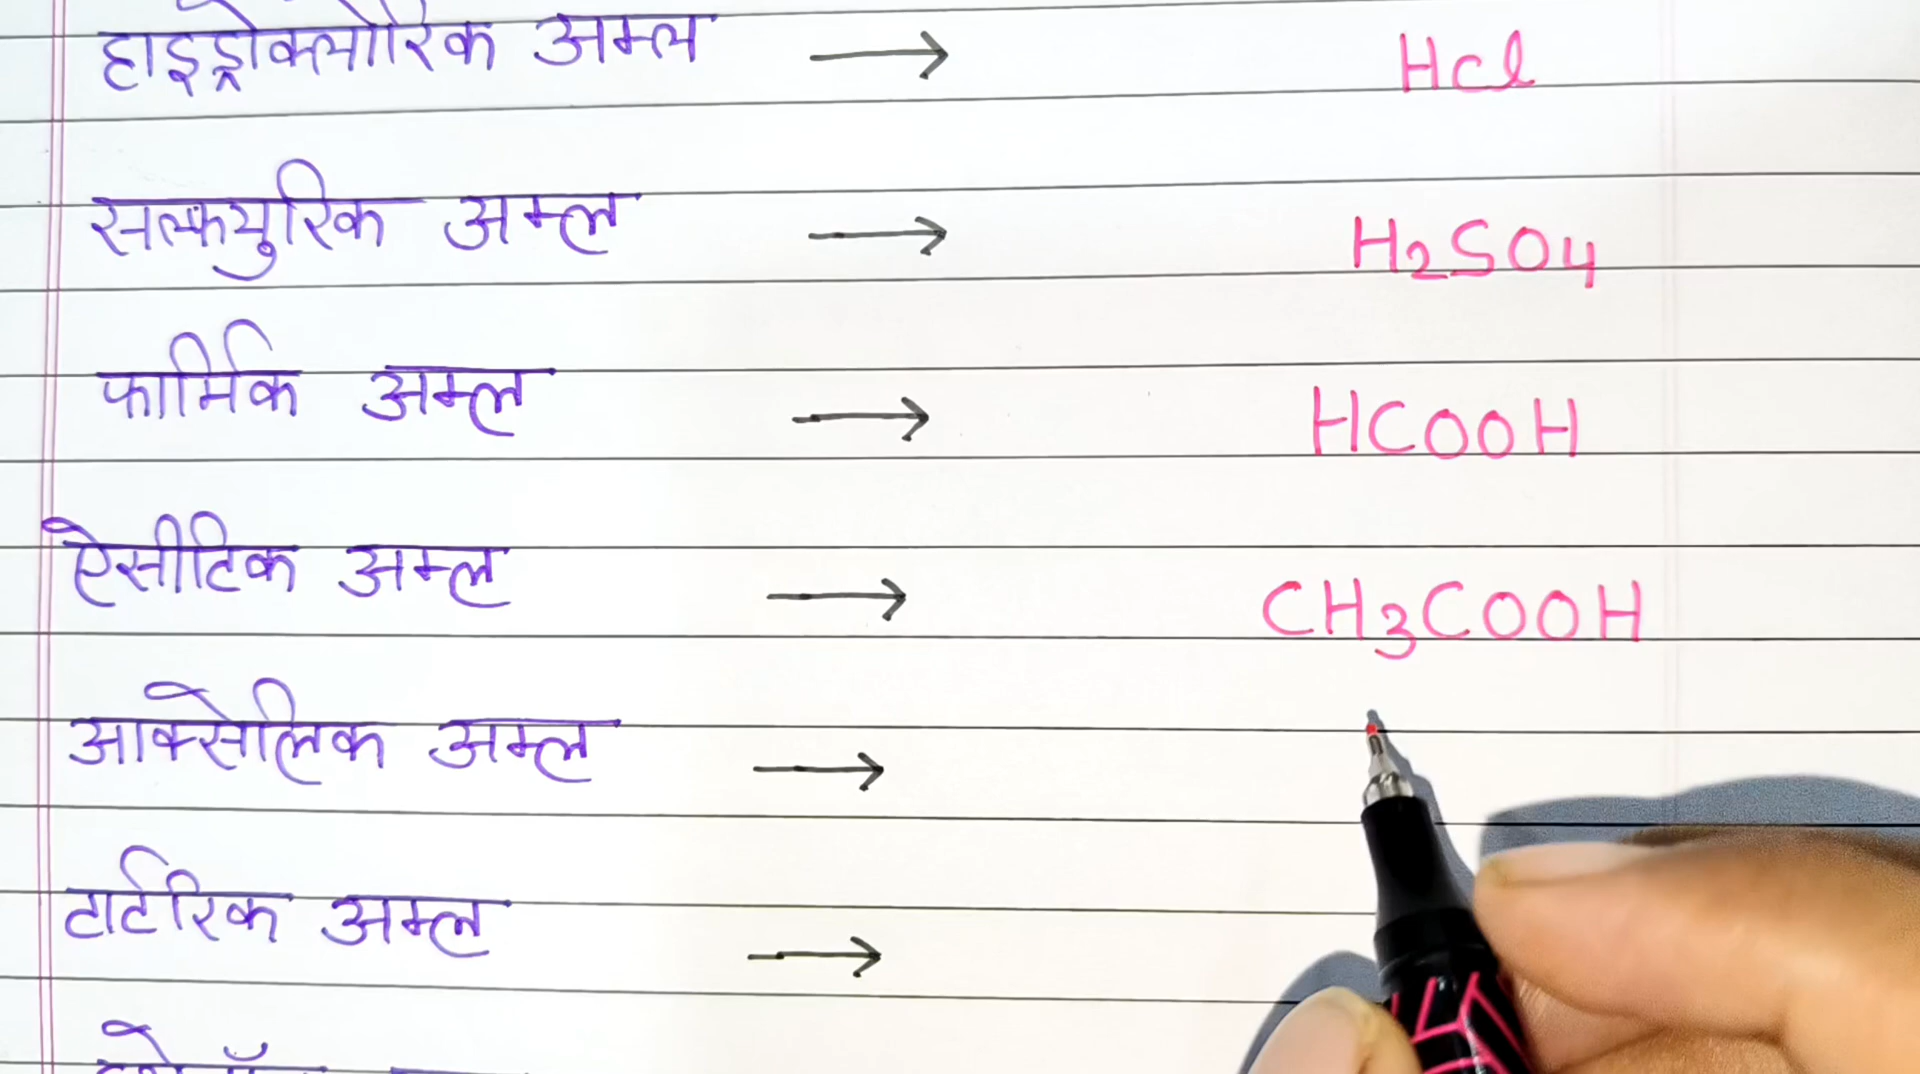 हाइड्रोक्लोरिक अम्ल → HCl
सल्फ्युरिक अम्ल → H2SO4
फार्मिक अम्ल → HCOOH
ऐसीटिक अम्ल → CH3COOH
आक्सेलिक अम्ल →
टार्टरिक अम्ल →